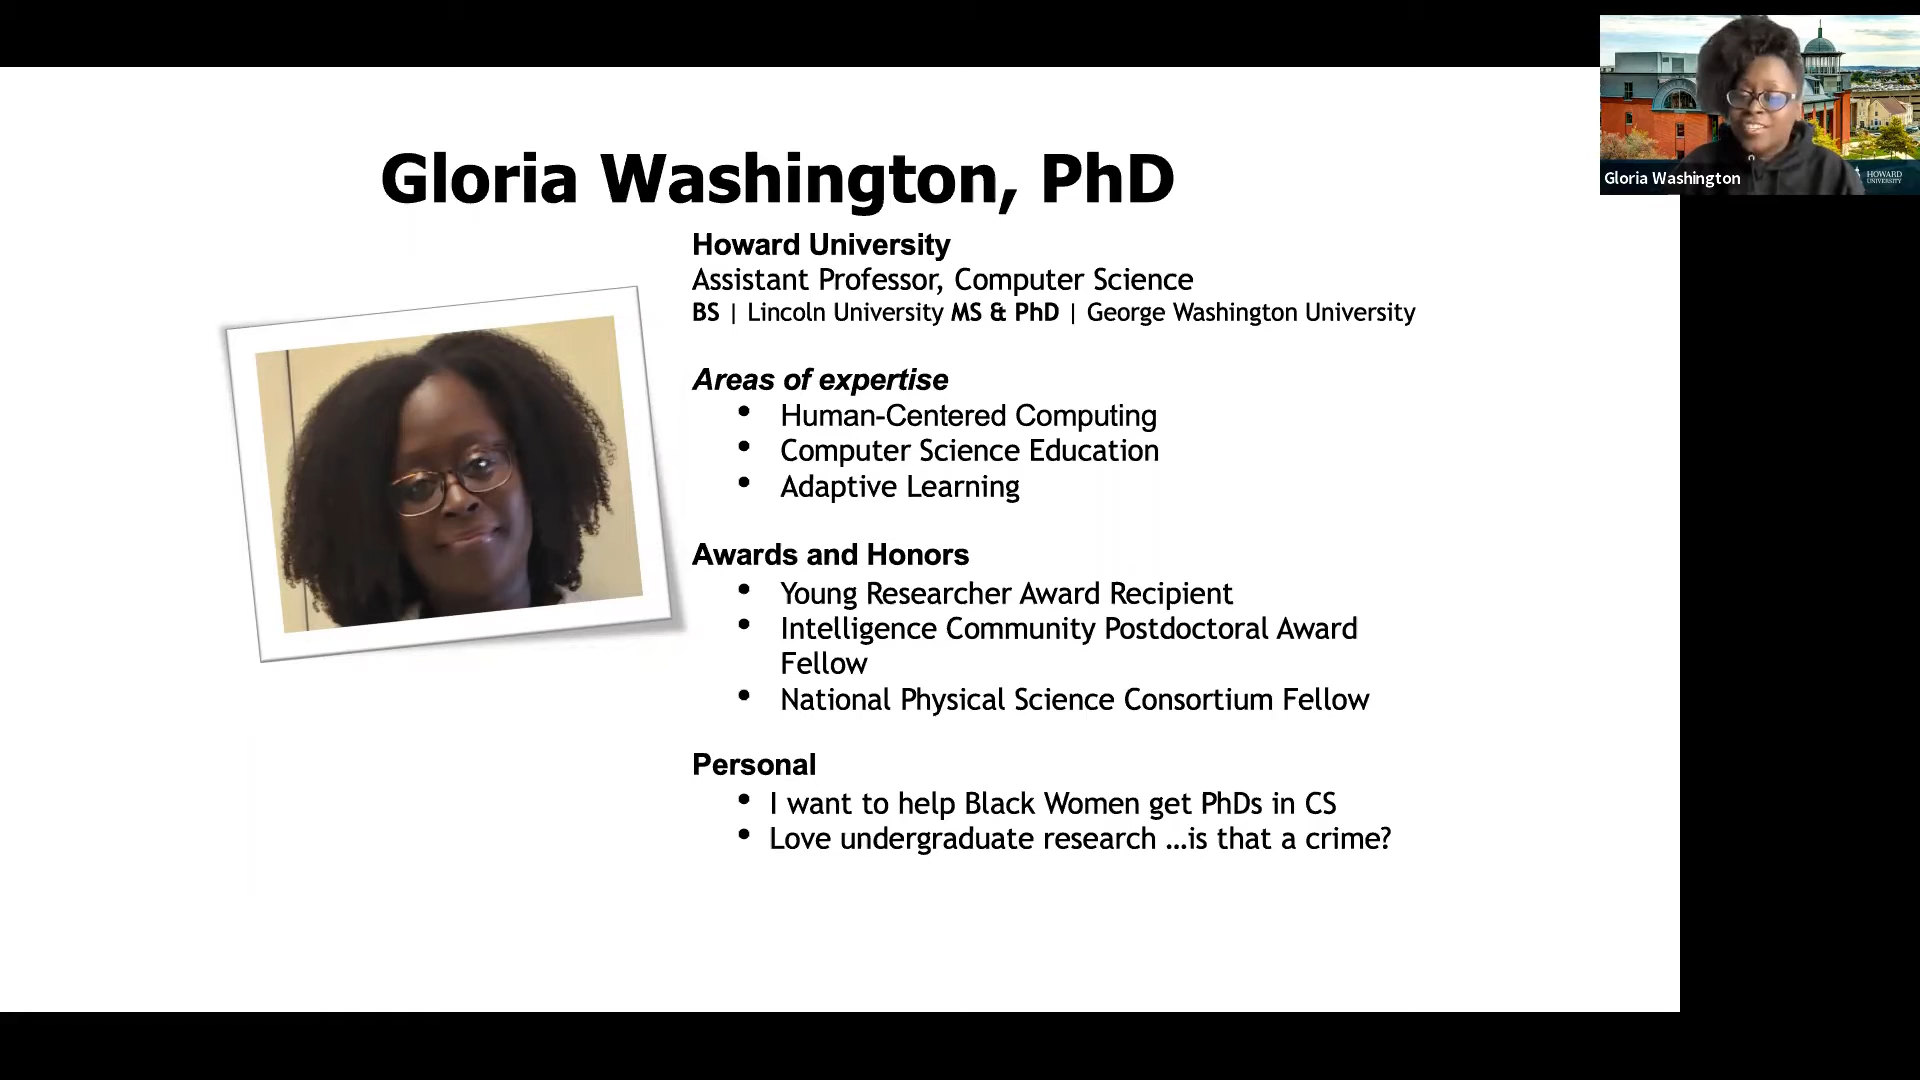 Gloria Washington, PhD
Howard University
Assistant Professor, Computer Science
BS | Lincoln University MS & PhD | George Washington University
Areas of expertise
• Human-Centered Computing
• Computer Science Education
• Adaptive Learning
Awards and Honors
• Young Researcher Award Recipient
• Intelligence Community Postdoctoral Award
Fellow
• National Physical Science Consortium Fellow
Personal
• I want to help Black Women get PhDs in CS
• Love undergraduate research ...is that a crime?
Gloria Washington
HOWARD
UNIVERSITY